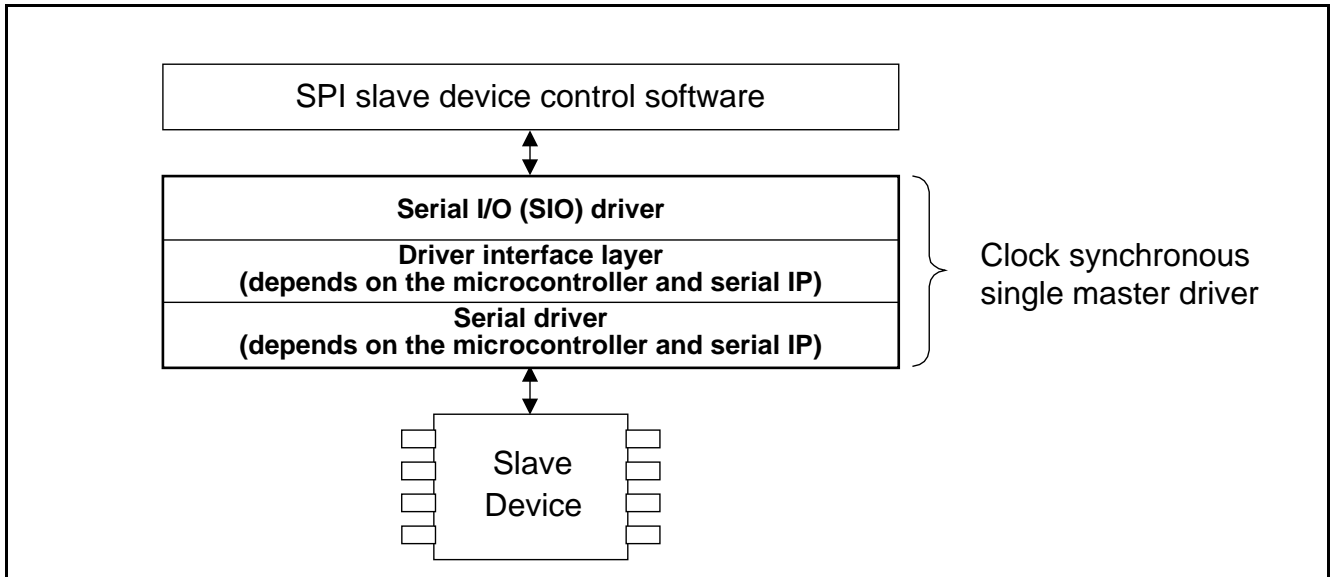 SPI slave device control software
Serial I/O (SIO) driver
Driver interface layer
(depends on the microcontroller and serial IP)
Serial driver
(depends on the microcontroller and serial IP)
Clock synchronous
single master driver
Slave
Device